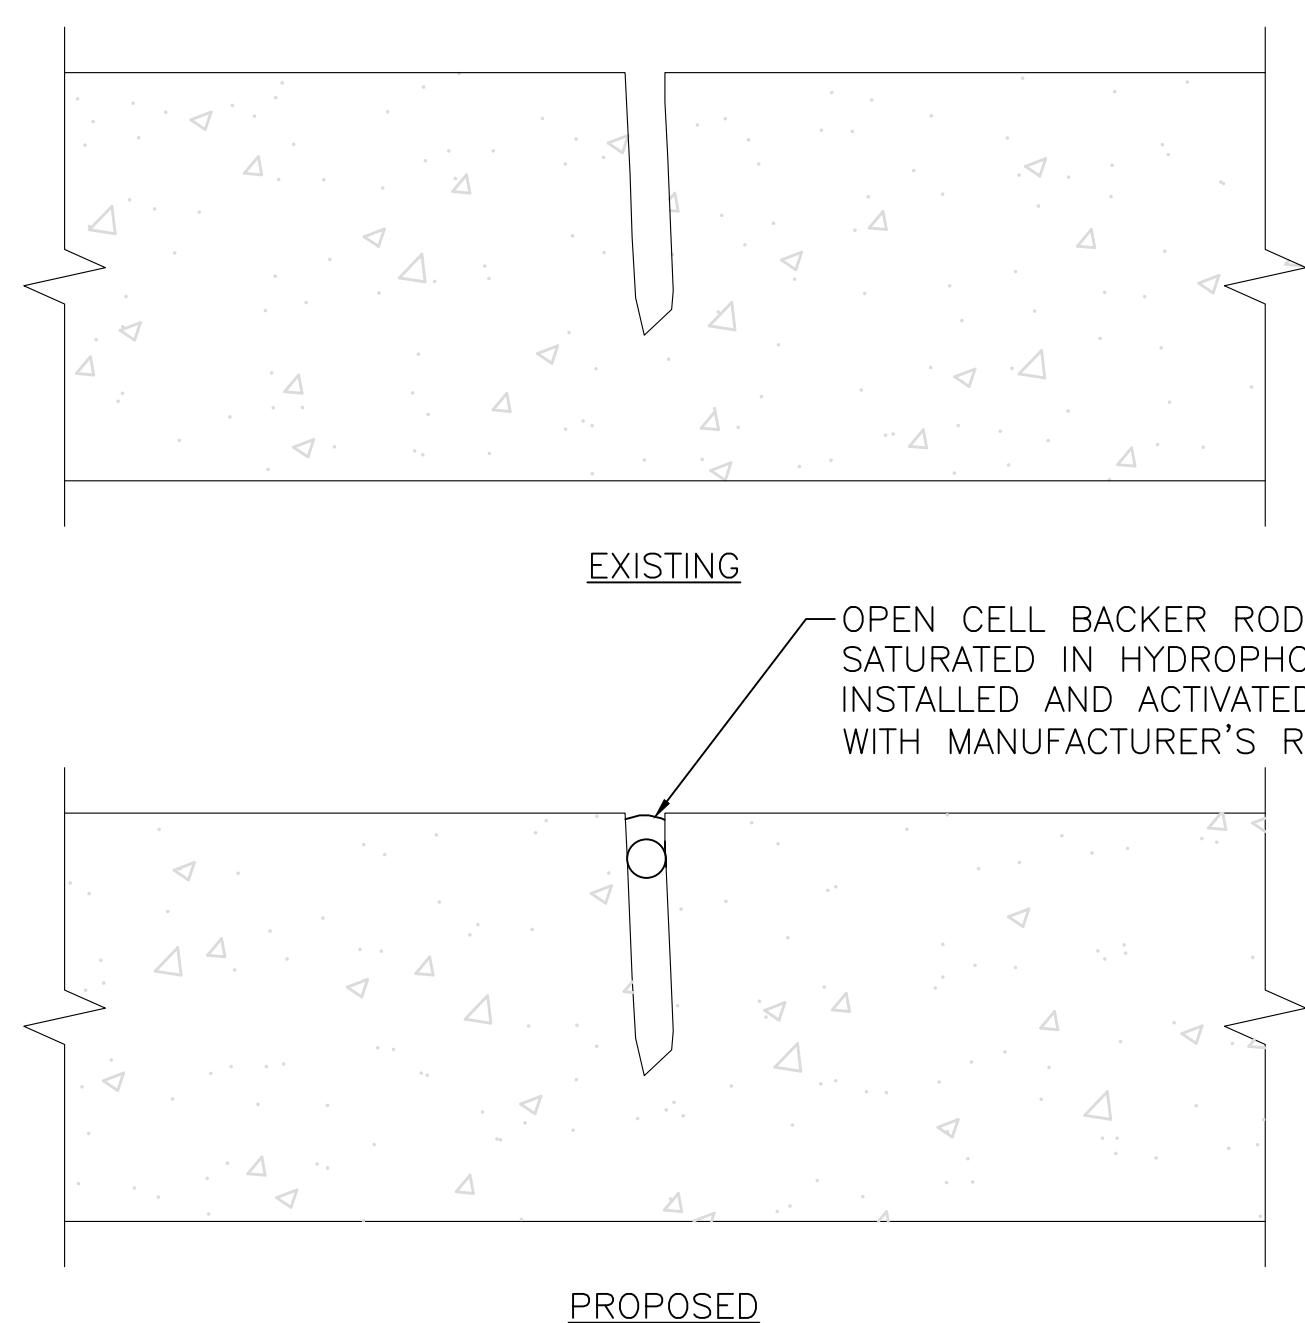 EXISTING
OPEN CELL BACKER ROD
SATURATED IN HYDROPHO
INSTALLED AND ACTIVATED
WITH MANUFACTURER'S R
PROPOSED